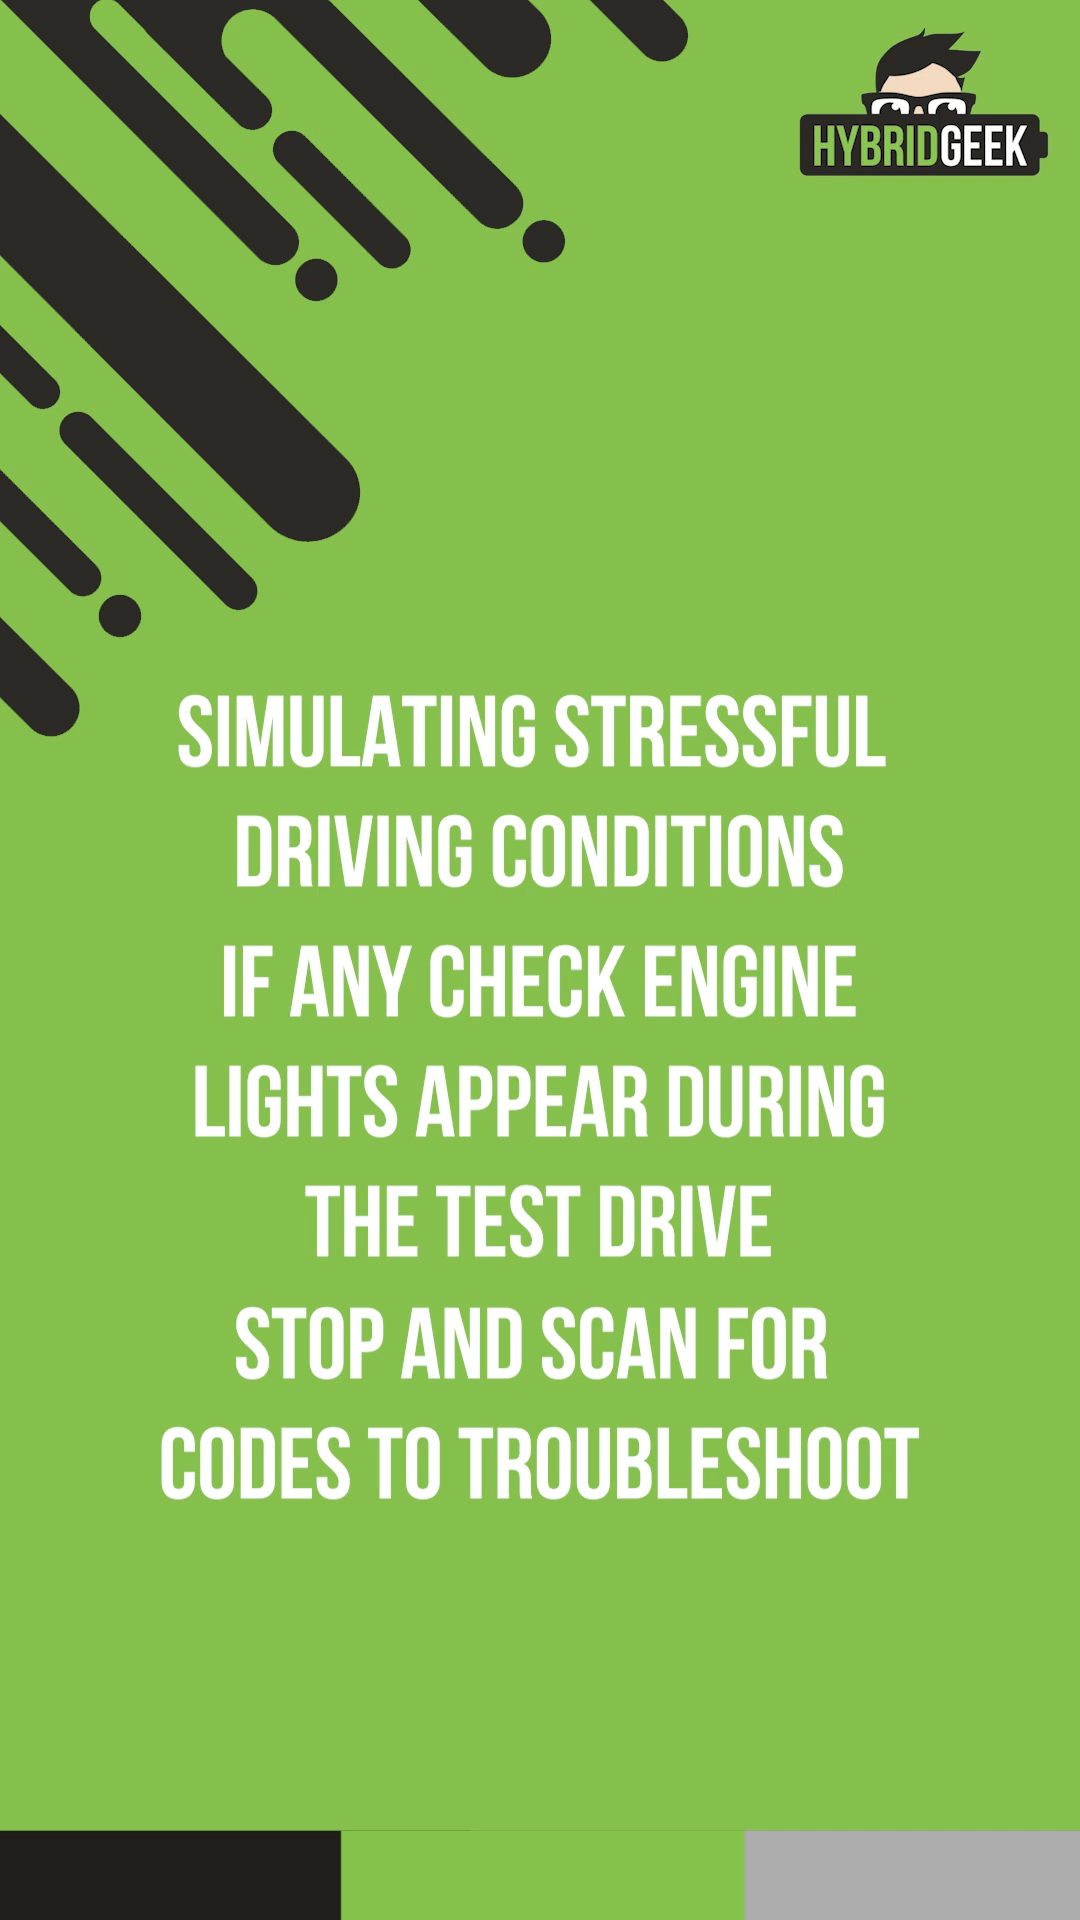 HYBRIDGEEK
SIMULATING STRESSFUL
DRIVING CONDITIONS
IF ANY CHECK ENGINE
LIGHTS APPEAR DURING
THE TEST DRIVE
STOP AND SCAN FOR
CODES TO TROUBLESHOOT